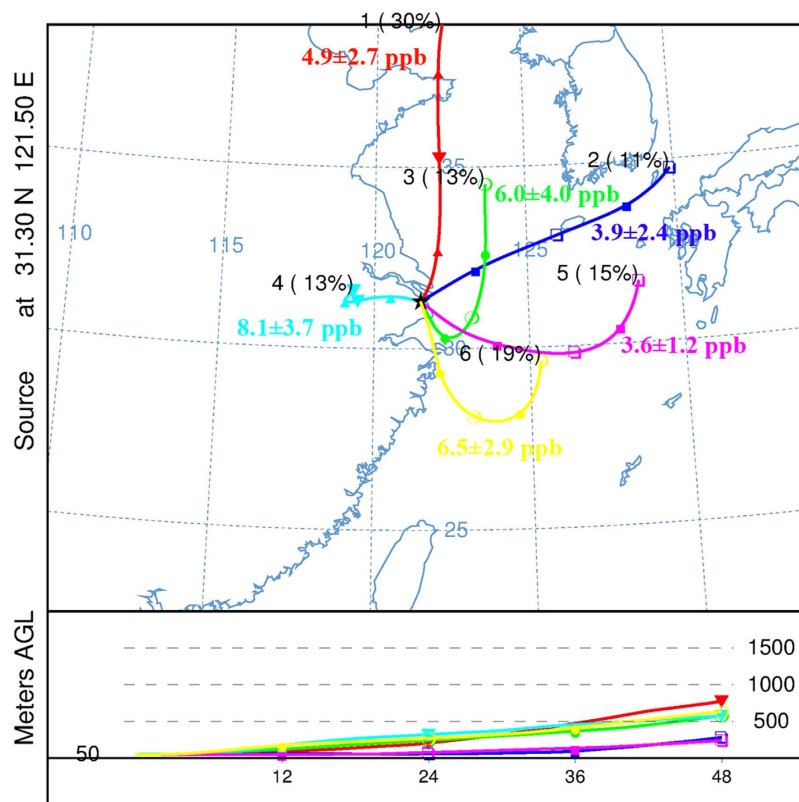 1 ( 30%)
4.9±2.7 ppb
2 ( 11%)
35
3 ( 13%)
6.0±4.0 ppb
110
115
120
125
130
3.9±2.4 ppb
4 ( 13%)
5 ( 15%)
8.1±3.7 ppb
30
6 ( 19%)
3.6±1.2 ppb
6.5±2.9 ppb
25
Source at 31.30 N 121.50 E
Meters AGL
1500
1000
500
50
12
24
36
48